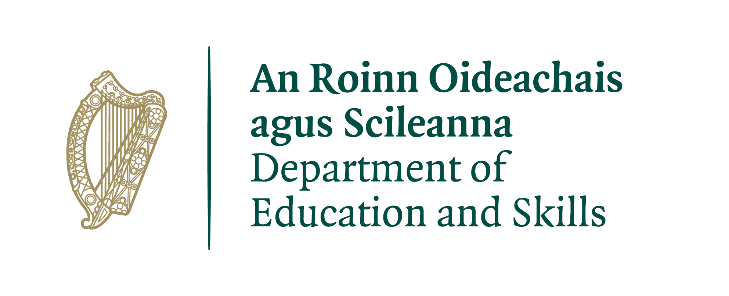 An Roinn Oideachais
agus Scileanna
Department of
Education and Skills